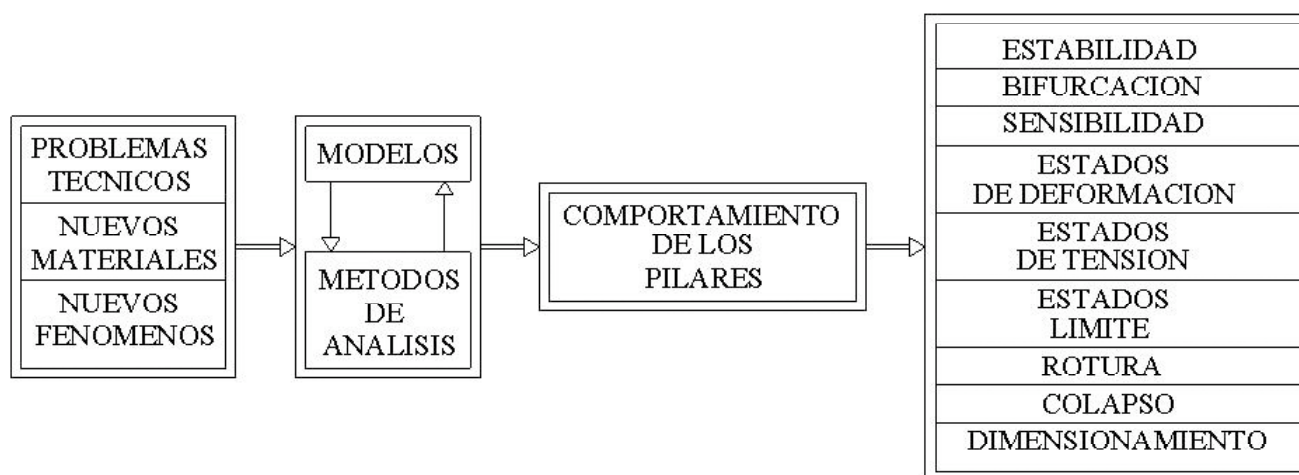 PROBLEMAS
TECNICOS
NUEVOS
MATERIALES
NUEVOS
FENOMENOS
MODELOS
METODOS
DE
ANALISIS
COMPORTAMIENTO
DE LOS
PILARES
ESTABILIDAD
BIFURCACION
SENSIBILIDAD
ESTADOS
DE DEFORMACION
ESTADOS
DE TENSION
ESTADOS
LIMITE
ROTURA
COLAPSO
DIMENSIONAMIENTO